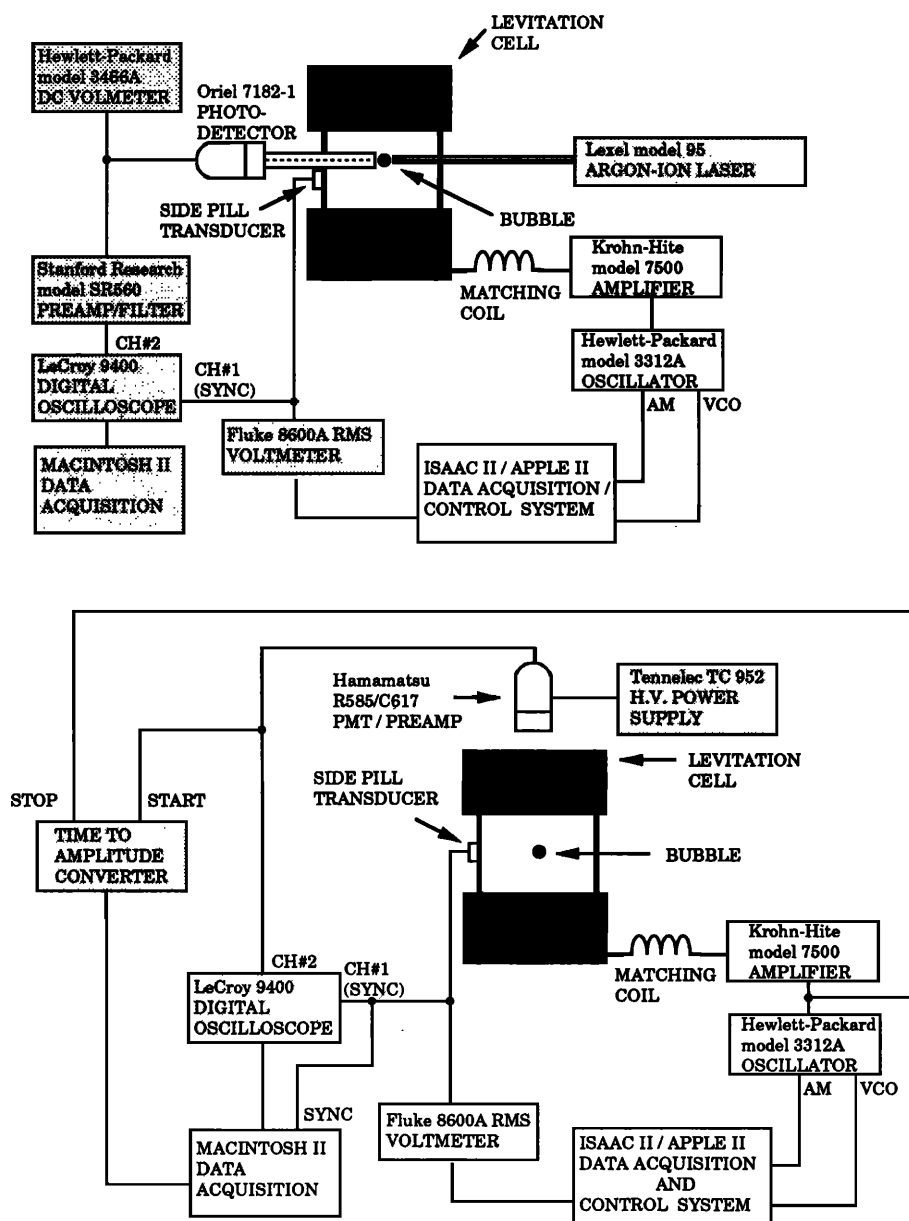 LEVITATION
CELL
Hewlett-Packard
model 3466A
DC VOLMETER
Oriel 7182-1
PHOTO-
DETECTOR
Lexel model 95
ARGON-ION LASER
SIDE PILL
TRANSDUCER
BUBBLE
Krohn-Hite
model 7500
AMPLIFIER
Stanford Research
model SR560
PREAMP/FILTER
MATCHING
COIL
CH#2
Hewlett-Packard
model 3312A
OSCILLATOR
LeCroy 9400
DIGITAL
OSCILLOSCOPE
CH#1
(SYNC)
AM
VCO
Fluke 8600A RMS
VOLTMETER
MACINTOSH II
DATA
ACQUISITION
ISAAC II / APPLE II
DATA ACQUISITION /
CONTROL SYSTEM
Hamamatsu
R585/C617
PMT / PREAMP
Tennelec TC 952
H.V. POWER
SUPPLY
LEVITATION
CELL
SIDE PILL
TRANSDUCER
STOP
START
TIME TO
AMPLITUDE
CONVERTER
BUBBLE
Krohn-Hite
model 7500
AMPLIFIER
MATCHING
COIL
CH#2
CH#1
(SYNC)
LeCroy 9400
DIGITAL
OSCILLOSCOPE
Hewlett-Packard
model 3312A
OSCILLATOR
AM
VCO
SYNC
Fluke 8600A RMS
VOLTMETER
MACINTOSH II
DATA
ACQUISITION
ISAAC II / APPLE II
DATA ACQUISITION
AND
CONTROL SYSTEM